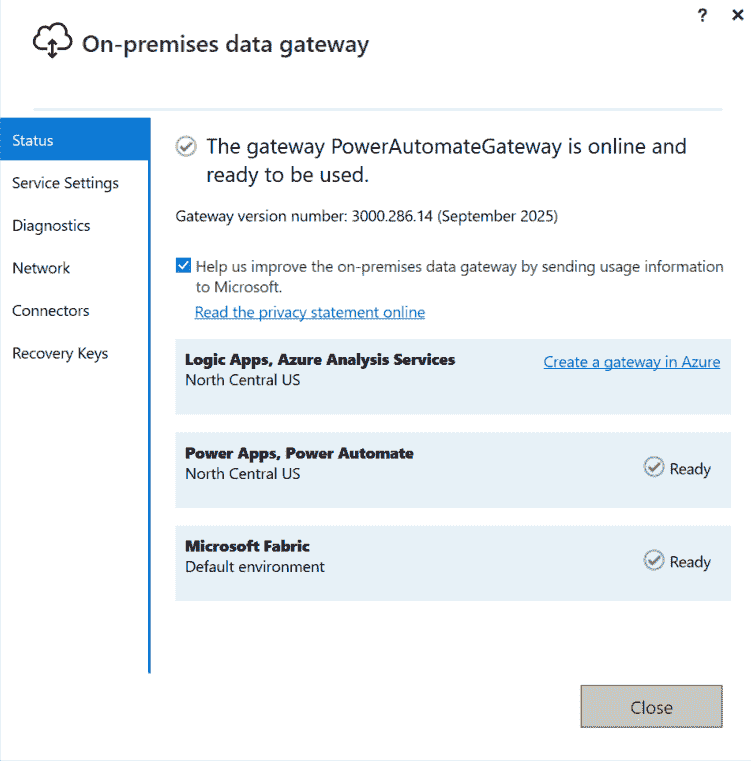 ? ×
On-premises data gateway
Status
Service Settings
Diagnostics
Network
Connectors
Recovery Keys
The gateway PowerAutomateGateway is online and
ready to be used.
Gateway version number: 3000.286.14 (September 2025)
Help us improve the on-premises data gateway by sending usage information
to Microsoft.
Read the privacy statement online
Logic Apps, Azure Analysis Services
Create a gateway in Azure
North Central US
Power Apps, Power Automate
North Central US
Ready
Microsoft Fabric
Default environment
Ready
Close